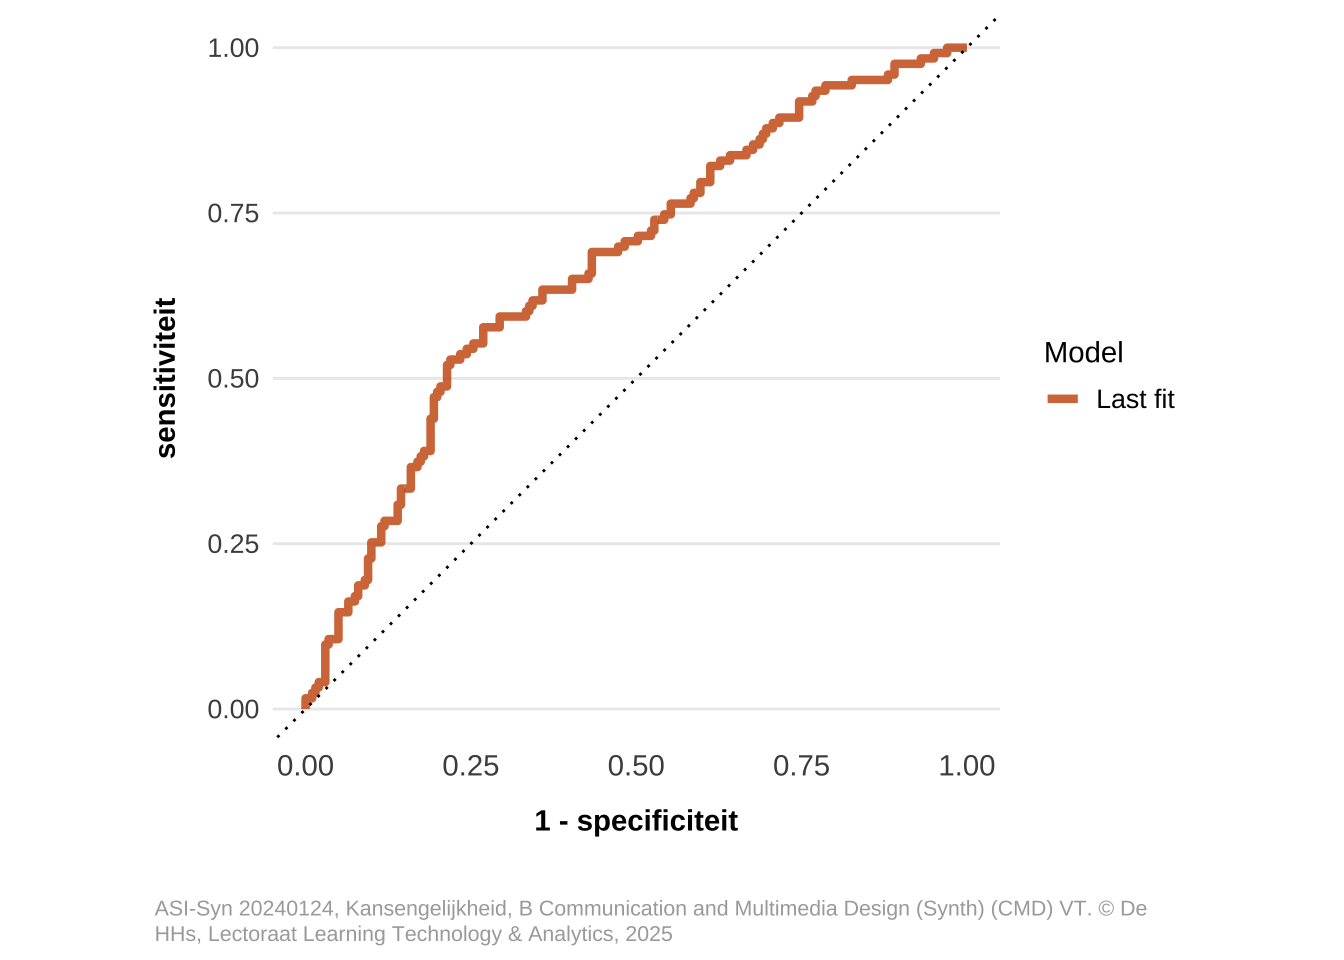 1.00
0.75
0.50
0.25
0.00
sensitiviteit
0.00 0.25 0.50 0.75 1.00
1 - specificiteit
Model
Last fit
ASI-Syn 20240124, Kansengelijkheid, B Communication and Multimedia Design (Synth) (CMD) VT. © De
HHs, Lectoraat Learning Technology & Analytics, 2025